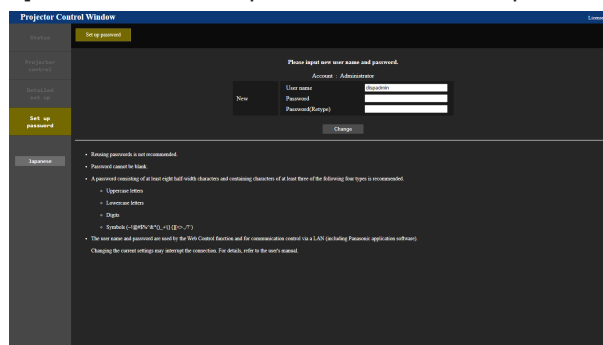 Projector Control Window
License
Status
Set up password
Projector
control
Detailed
set up
Set up
password
Japanese
Please input new user name and password.
Account : Administrator
New
User name
dispadmin
Password
Password(Retype)
Change
• Reusing passwords is not recommended.
• Password cannot be blank.
• A password consisting of at least eight half-width characters and containing characters of at least three of the following four types is recommended.
Uppercase letters
Lowercase letters
Digits
Symbols
• The user name and password are used by the Web Control function and for communication control via a LAN (including Panasonic application software).
Changing the current settings may interrupt the connection. For details, refer to the user's manual.